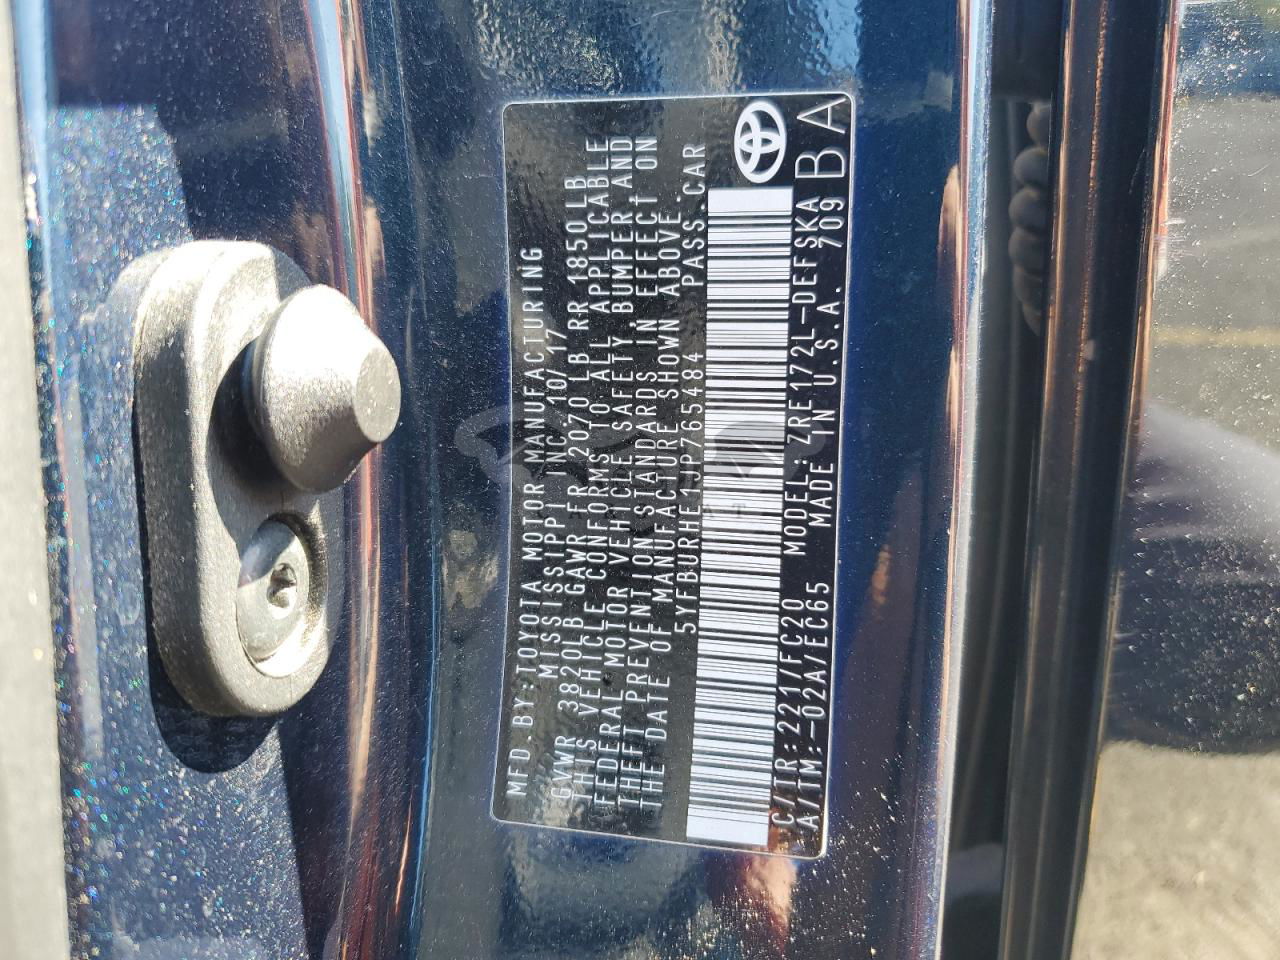 MFD.BY:TOYOTA MOTOR MANUFACTURING
MISSISSIPPI INC.10/17
GVWR 3820LB GAWR FR 2070 LB RR 1850LB
THIS VEHICLE CONFORMS TO ALL APPLICABLE
FEDERAL MOTOR VEHICLE SAFETY,BUMPER AND
THEFT PREVENTION STANDARDS IN EFFECT ON
THE DATE OF MANUFACTURE SHOWN ABOVE.
5YFBURHE1JP765484 PASS.CAR
C/TR:221/FC20 MODEL:ZRE172L-DEFSKA
A/TM:-02A/EC65 MADE IN U.S.A. 709 BA